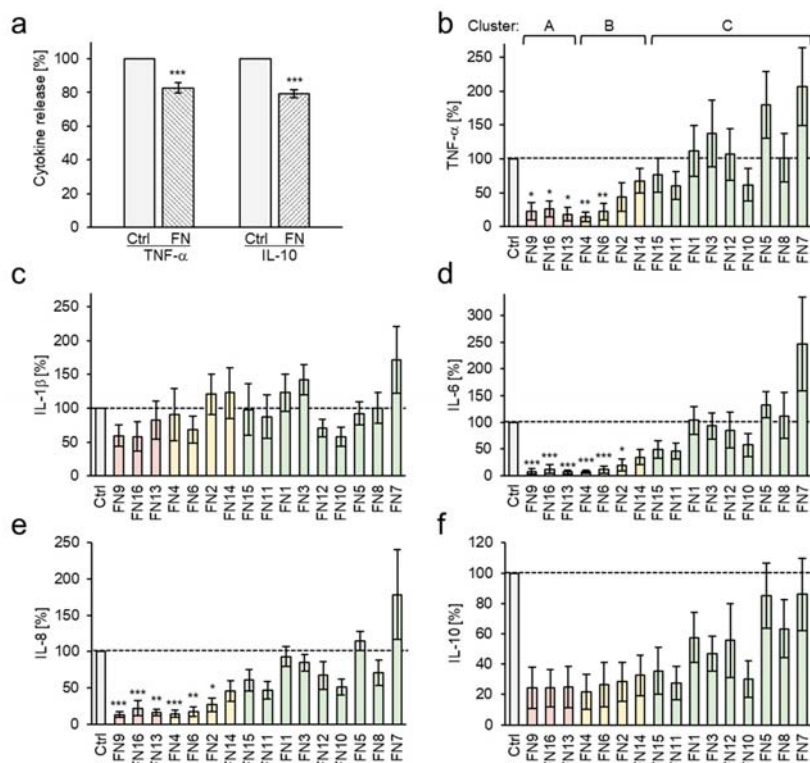 a
Cytokine release [%]
100
80
60
40
20
0
***
***
Ctrl FN Ctrl FN
TNF-α IL-10
b
Cluster: A B C
TNF-α [%]
250
200
150
100
50
0
* * * ** **
Ctrl FN9 FN16 FN13 FN4 FN6 FN2 FN14 FN15 FN11 FN1 FN3 FN12 FN10 FN5 FN8 FN7
c
IL-1β [%]
250
200
150
100
50
0
Ctrl FN9 FN16 FN13 FN4 FN6 FN2 FN14 FN15 FN11 FN1 FN3 FN12 FN10 FN5 FN8 FN7
d
IL-6 [%]
300
250
200
150
100
50
0
*** *** *** *** *** *
Ctrl FN9 FN16 FN13 FN4 FN6 FN2 FN14 FN15 FN11 FN1 FN3 FN12 FN10 FN5 FN8 FN7
e
IL-8 [%]
250
200
150
100
50
0
*** *** ** *** ** *
Ctrl FN9 FN16 FN13 FN4 FN6 FN2 FN14 FN15 FN11 FN1 FN3 FN12 FN10 FN5 FN8 FN7
f
IL-10 [%]
120
100
80
60
40
20
0
Ctrl FN9 FN16 FN13 FN4 FN6 FN2 FN14 FN15 FN11 FN1 FN3 FN12 FN10 FN5 FN8 FN7